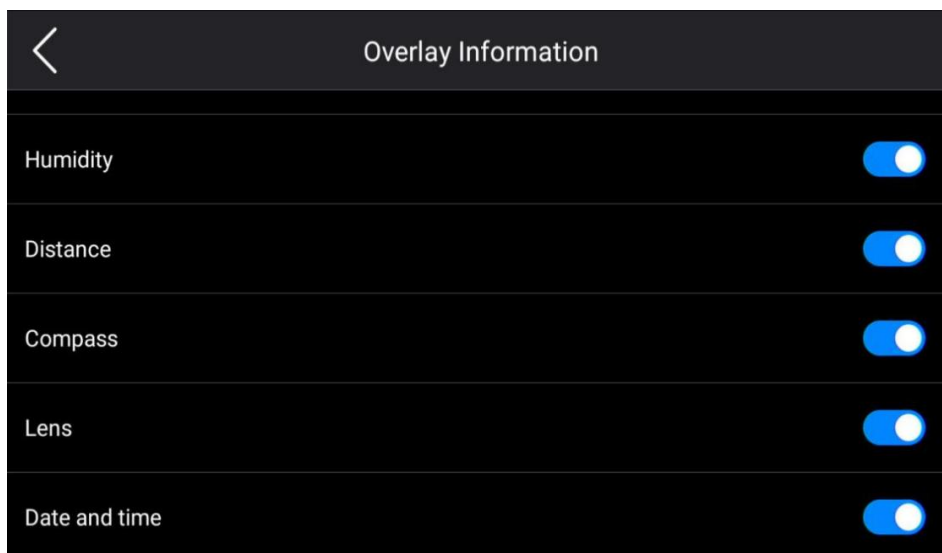 Overlay Information
Humidity
Distance
Compass
Lens
Date and time